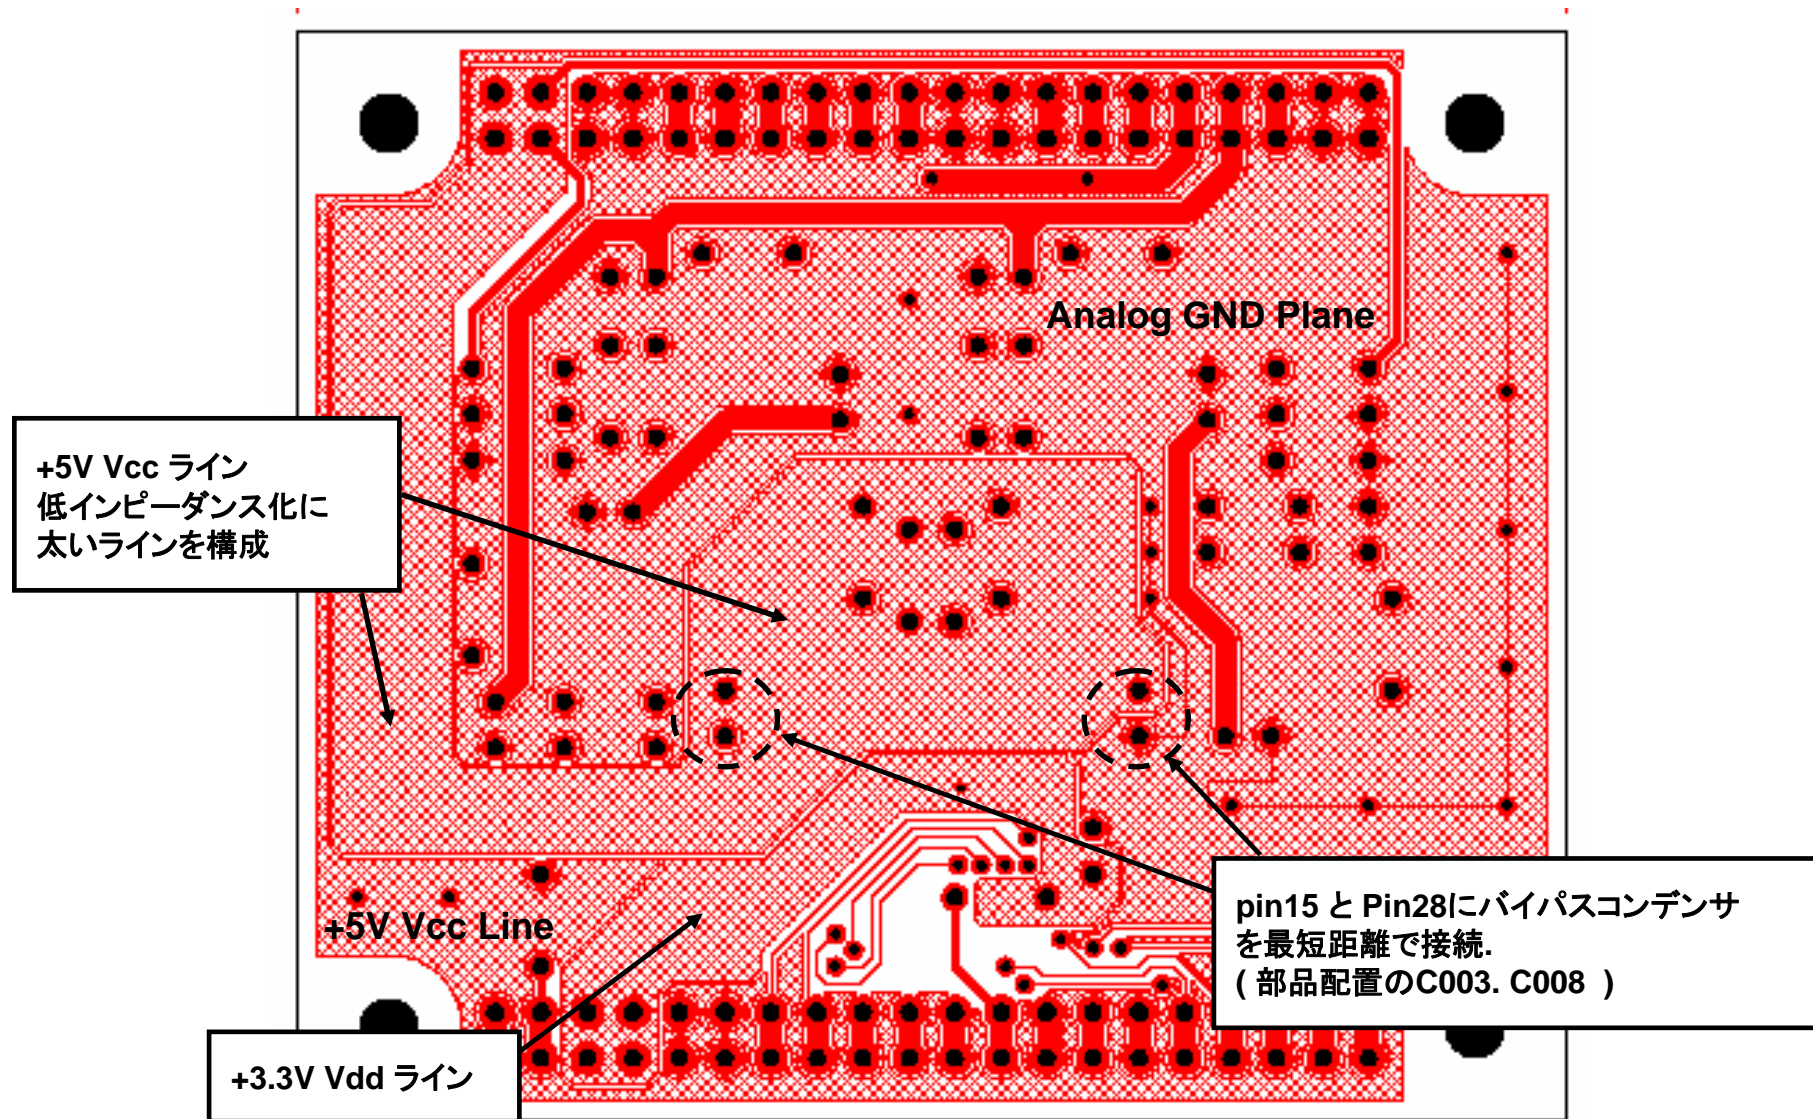 Analog GND Plane
+5V Vcc ライン
低インピーダンス化に
太いラインを構成
+5V Vcc Line
pin15 と Pin28にバイパスコンデンサ
を最短距離で接続.
( 部品配置のC003. C008 )
+3.3V Vdd ライン